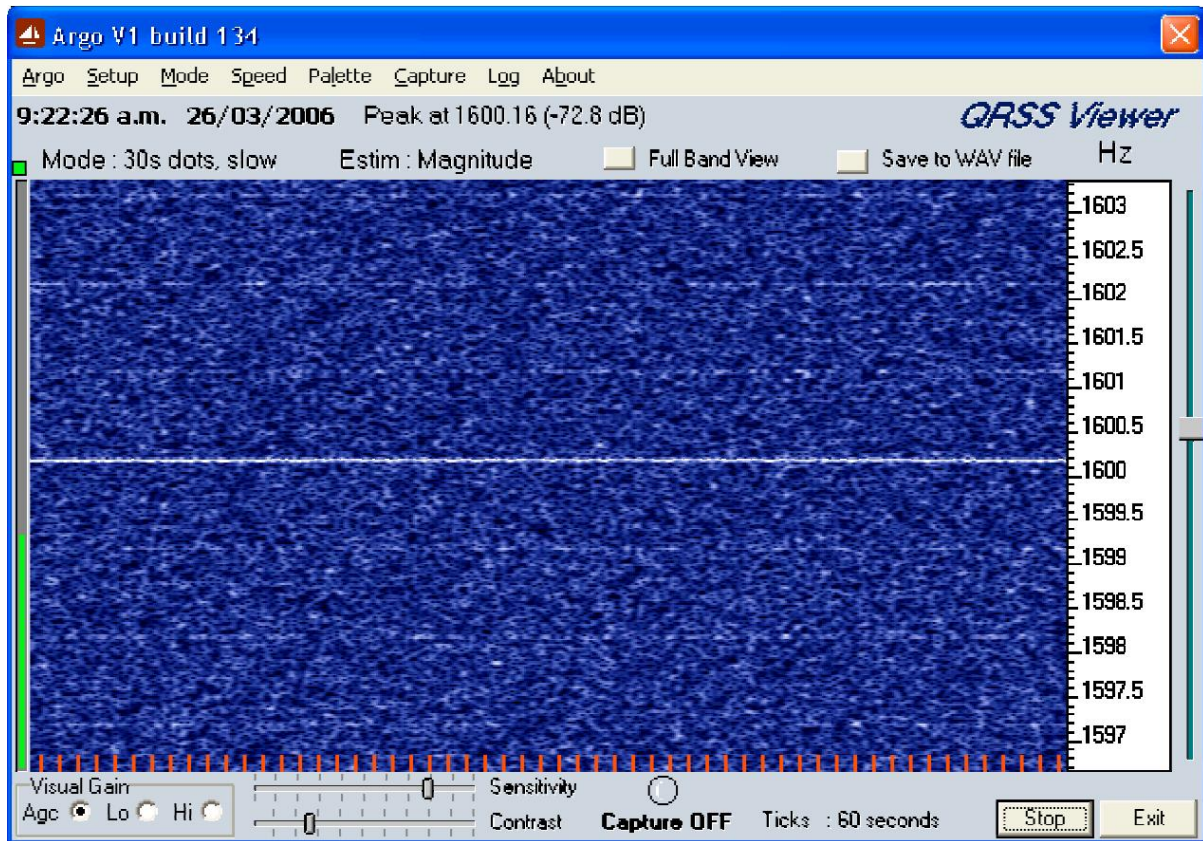 Argo V1 build 134
Argo Setup Mode Speed Palette Capture Log About
9:22:26 a.m. 26/03/2006 Peak at 1600.16 (-72.8 dB) QRSS Viewer
Mode : 30s dots, slow Estim : Magnitude Full Band View Save to WAV file Hz
1603
1602.5
1602
1601.5
1601
1600.5
1600
1599.5
1599
1598.5
1598
1597.5
1597
Visual Gain Sensitivity
Agc Lo Hi Contrast Capture OFF Ticks : 60 seconds Stop Exit